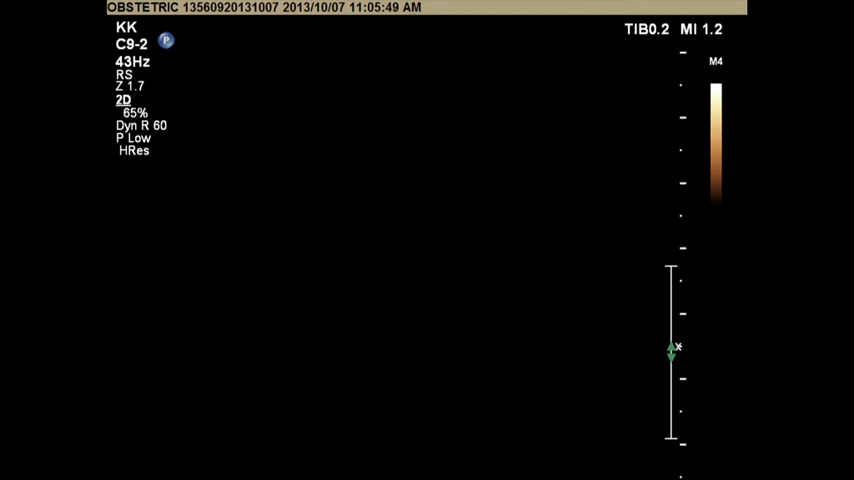 OBSTETRIC 13560920131007 2013/10/07 11:05:49 AM
KK
TIB0.2 MI 1.2
C9-2
P
43Hz
M4
RS
Z 1.7
2D
65%
Dyn R 60
P Low
HRes
X